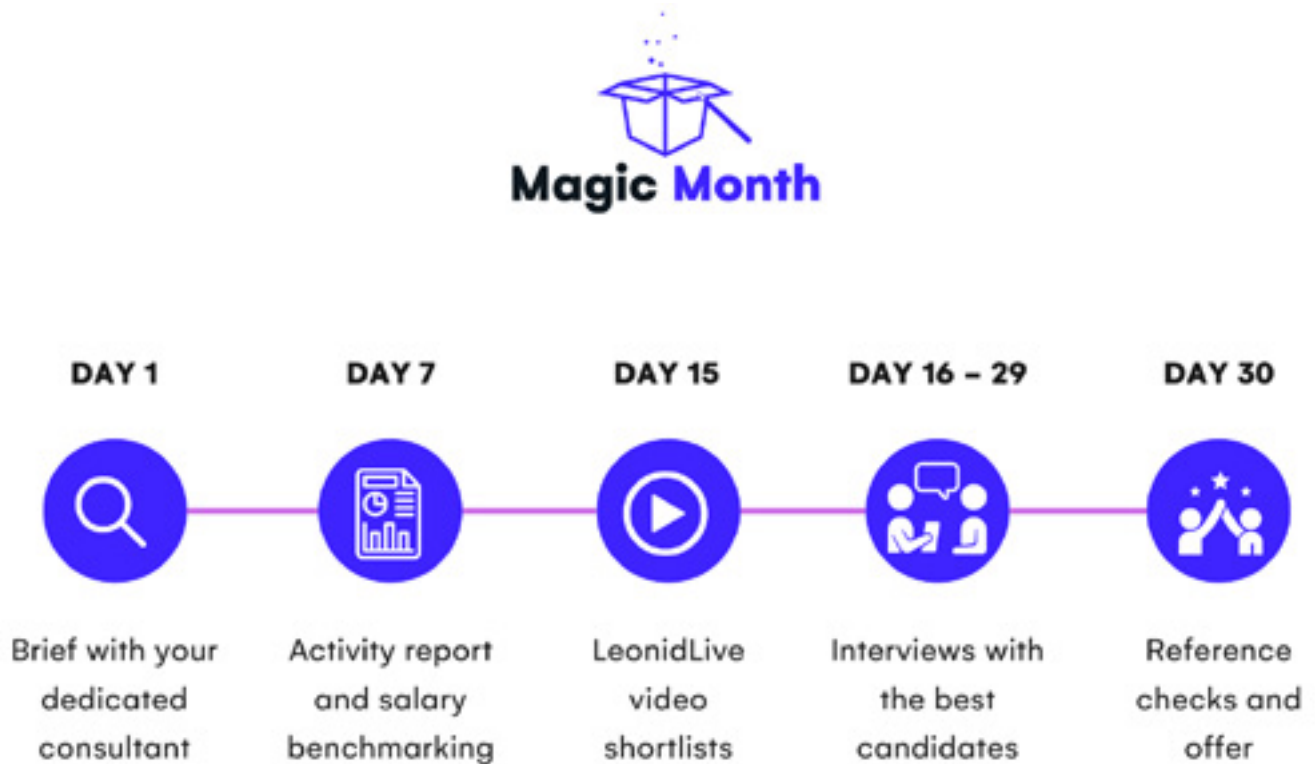 Magic Month
DAY 1
DAY 7
DAY 15
DAY 16 – 29
DAY 30
Brief with your
dedicated
consultant
Activity report
and salary
benchmarking
LeonidLive
video
shortlists
Interviews with
the best
candidates
Reference
checks and
offer